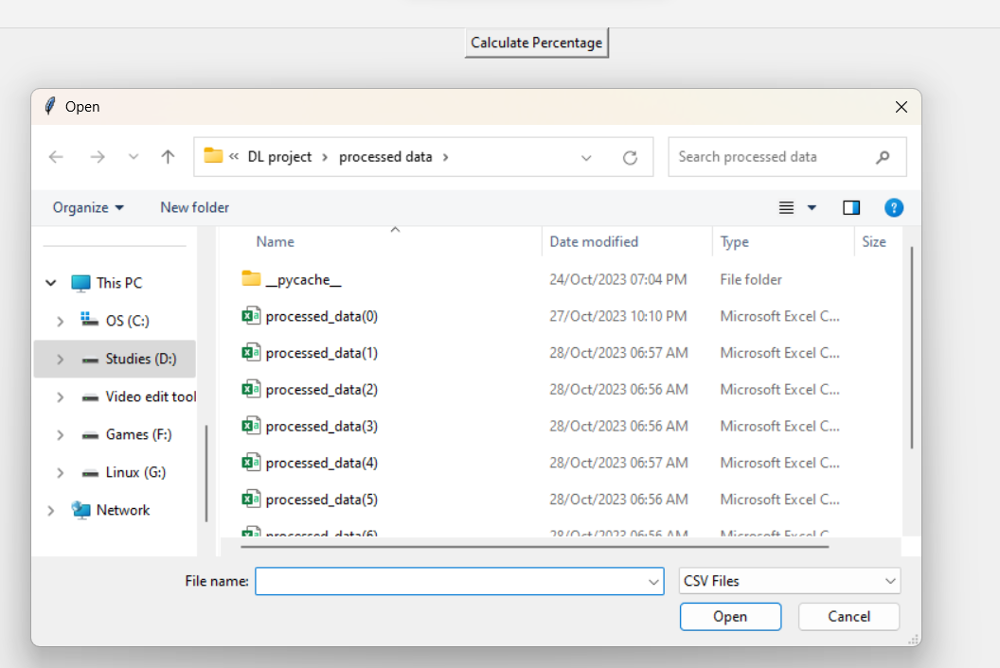 Calculate Percentage
Open
« DL project > processed data >
Search processed data
Organize
New folder
?
Name
Date modified
Type
Size
This PC
OS (C:)
Studies (D:)
Video edit tool
Games (F:)
Linux (G:)
Network
__pycache__ 24/Oct/2023 07:04 PM File folder
processed_data(0) 27/Oct/2023 10:10 PM Microsoft Excel C...
processed_data(1) 28/Oct/2023 06:57 AM Microsoft Excel C...
processed_data(2) 28/Oct/2023 06:56 AM Microsoft Excel C...
processed_data(3) 28/Oct/2023 06:56 AM Microsoft Excel C...
processed_data(4) 28/Oct/2023 06:57 AM Microsoft Excel C...
processed_data(5) 28/Oct/2023 06:56 AM Microsoft Excel C...
processed_data(6) 28/Oct/2023 06:56 AM Microsoft Excel C...
File name:
CSV Files
Open
Cancel